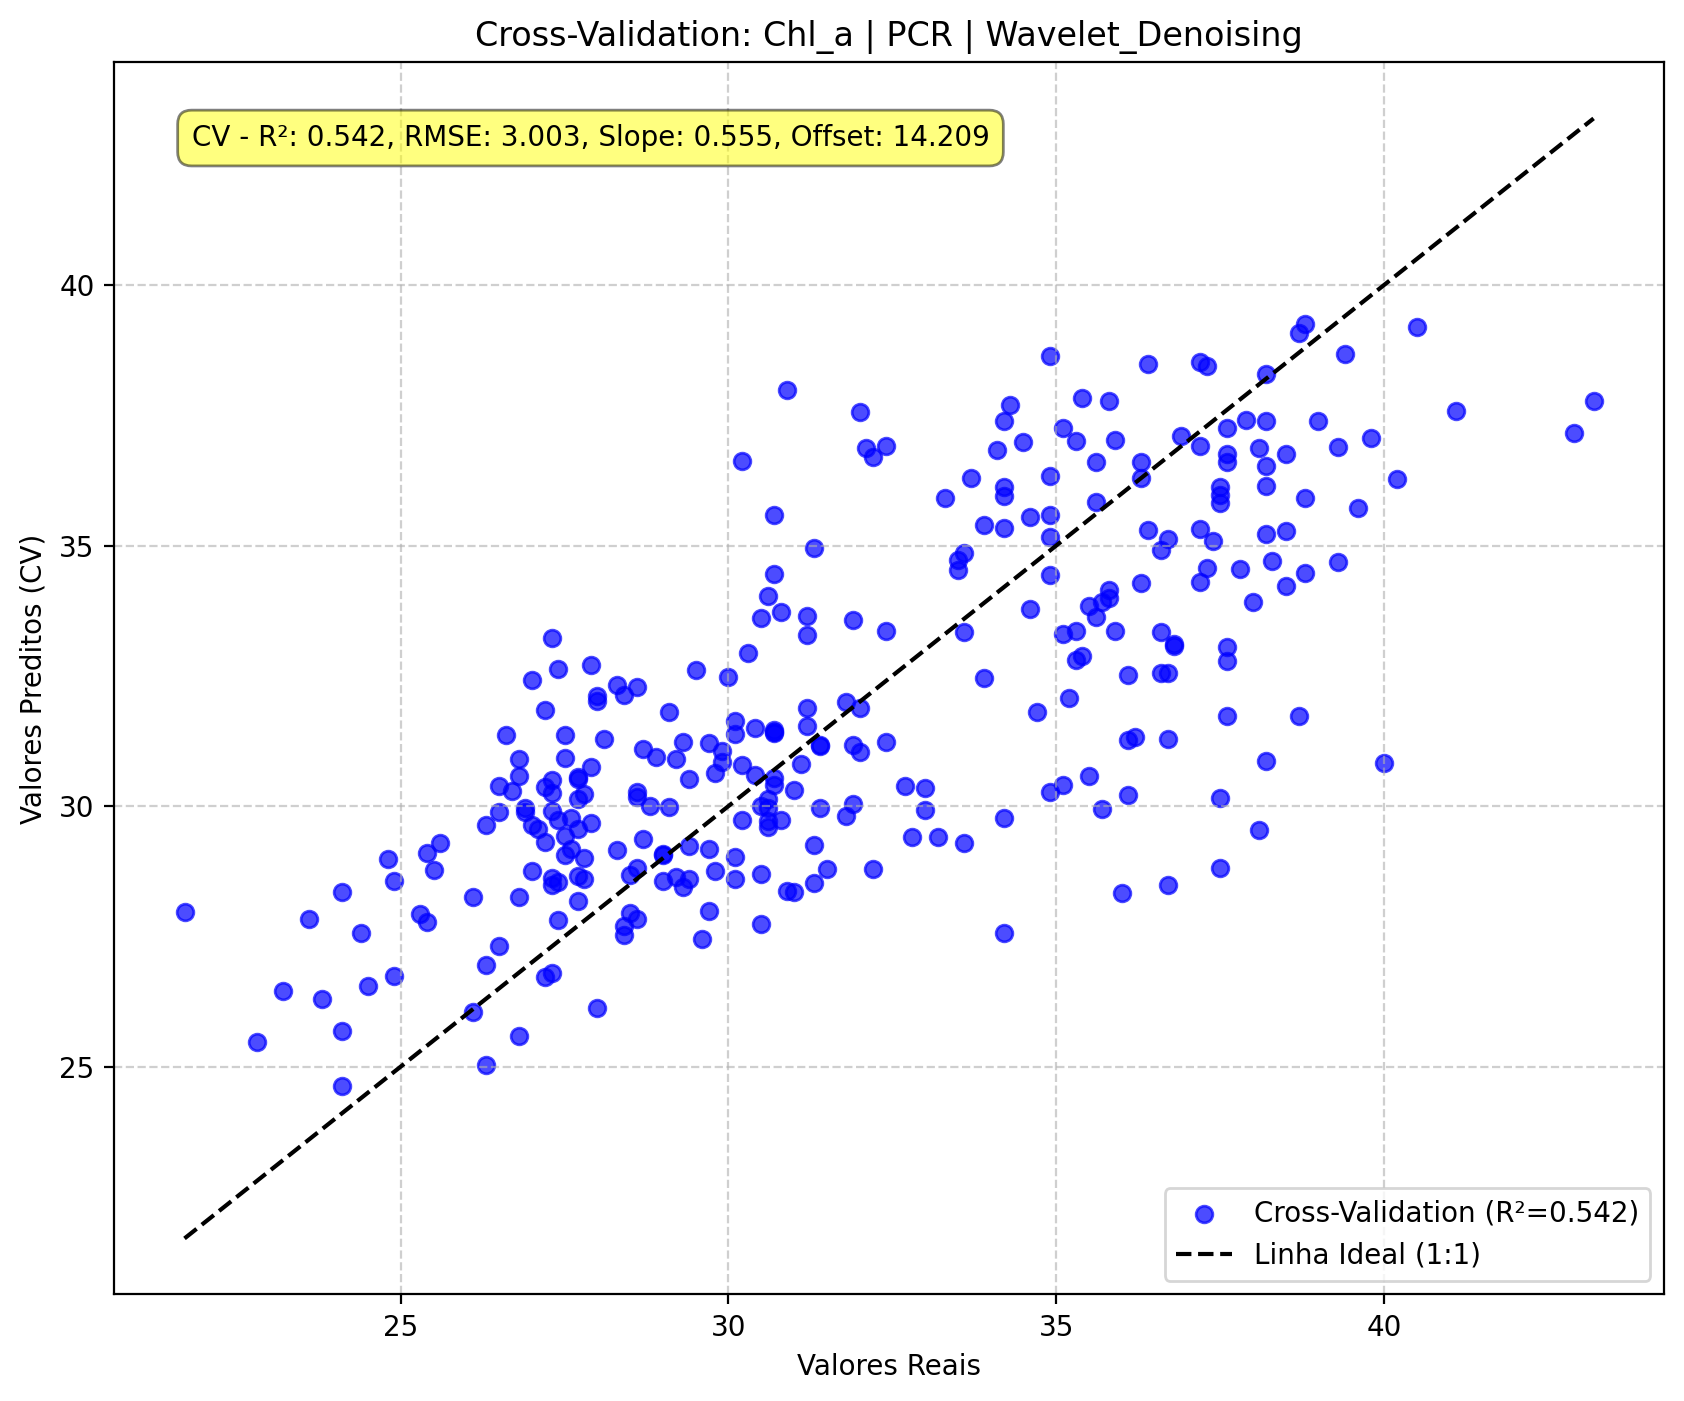 Cross-Validation: Chl_a | PCR | Wavelet_Denoising
CV - R²: 0.542, RMSE: 3.003, Slope: 0.555, Offset: 14.209
Valores Preditos (CV)
40
35
30
25
Cross-Validation (R²=0.542)
Linha Ideal (1:1)
25
30
35
40
Valores Reais